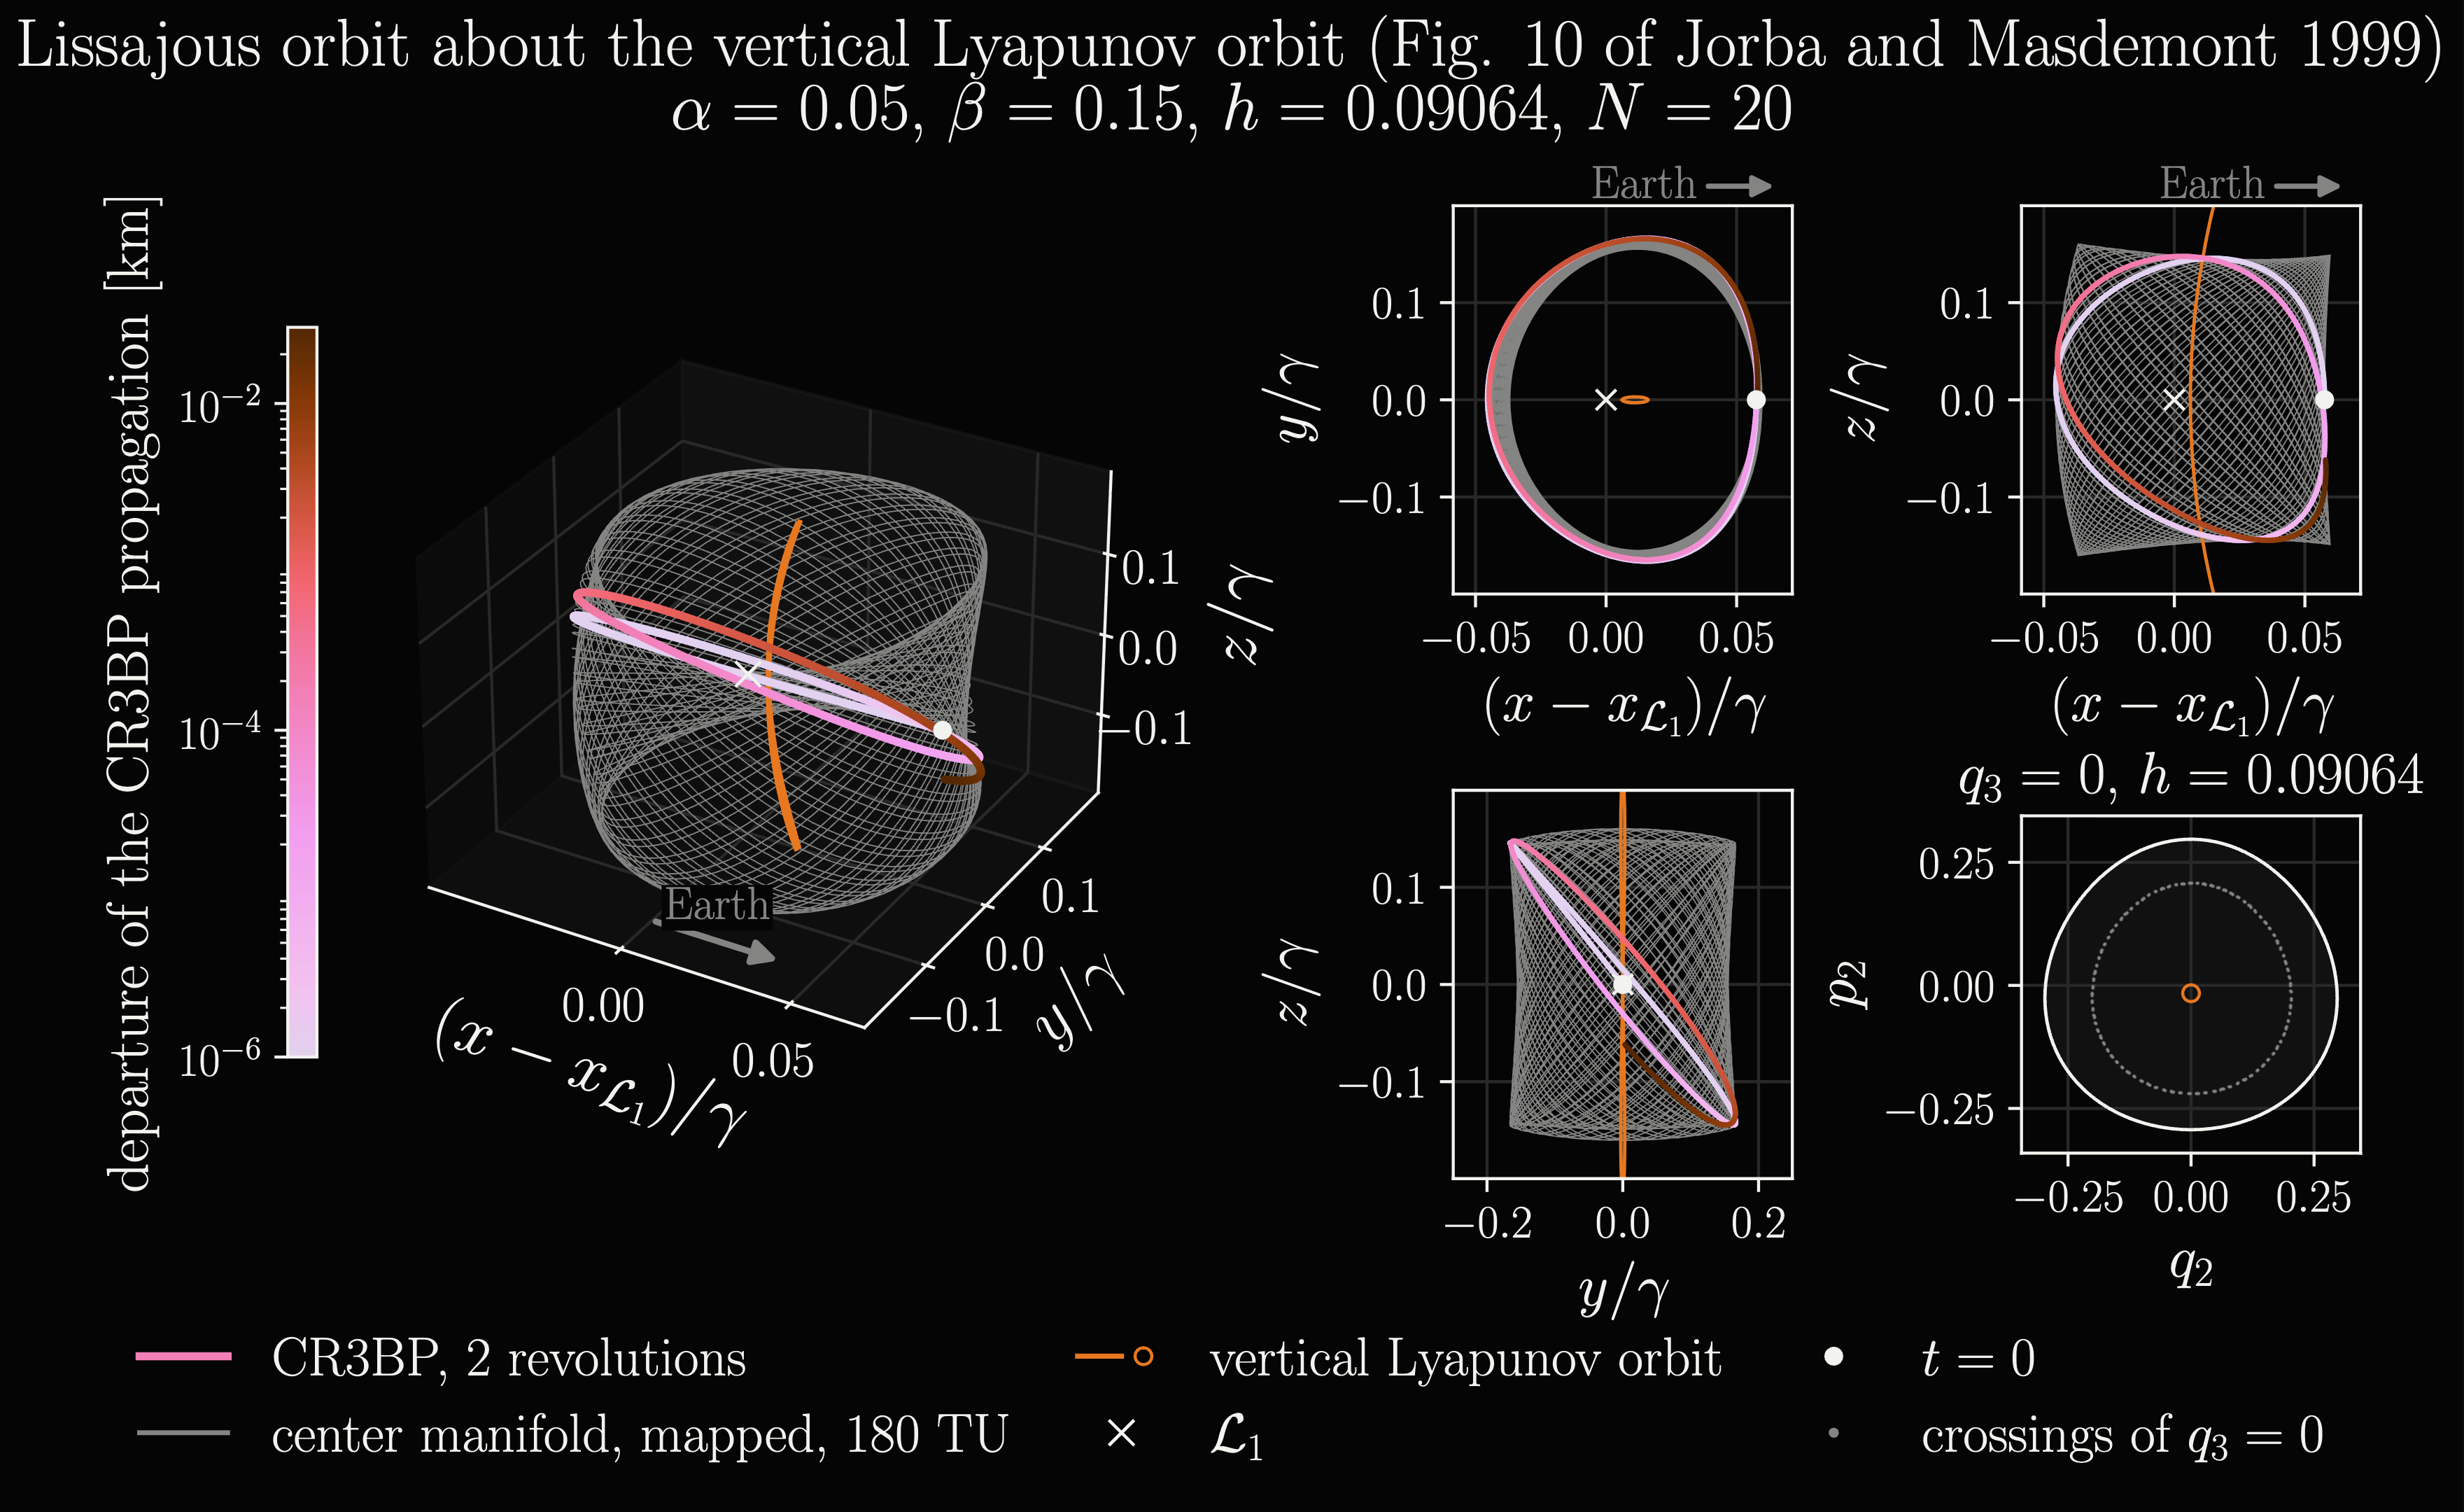 Lissajous orbit about the vertical Lyapunov orbit (Fig. 10 of Jorba and Masdemont 1999)
α = 0.05, β = 0.15, h = 0.09064, N = 20
departure of the CR3BP propagation [km]
10⁻²
10⁻⁴
10⁻⁶
0.1
0.0
−0.1
z/γ
Earth
0.00
0.05
(x − x_ℒ₁)/γ
−0.1
0.0
0.1
y/γ
Earth
0.1
0.0
−0.1
y/γ
−0.05 0.00 0.05
(x − x_ℒ₁)/γ
Earth
0.1
0.0
−0.1
z/γ
−0.05 0.00 0.05
(x − x_ℒ₁)/γ
0.1
0.0
−0.1
z/γ
−0.2 0.0 0.2
y/γ
q₃ = 0, h = 0.09064
0.25
0.00
−0.25
p₂
−0.25 0.00 0.25
q₂
CR3BP, 2 revolutions
center manifold, mapped, 180 TU
vertical Lyapunov orbit
ℒ₁
t = 0
crossings of q₃ = 0